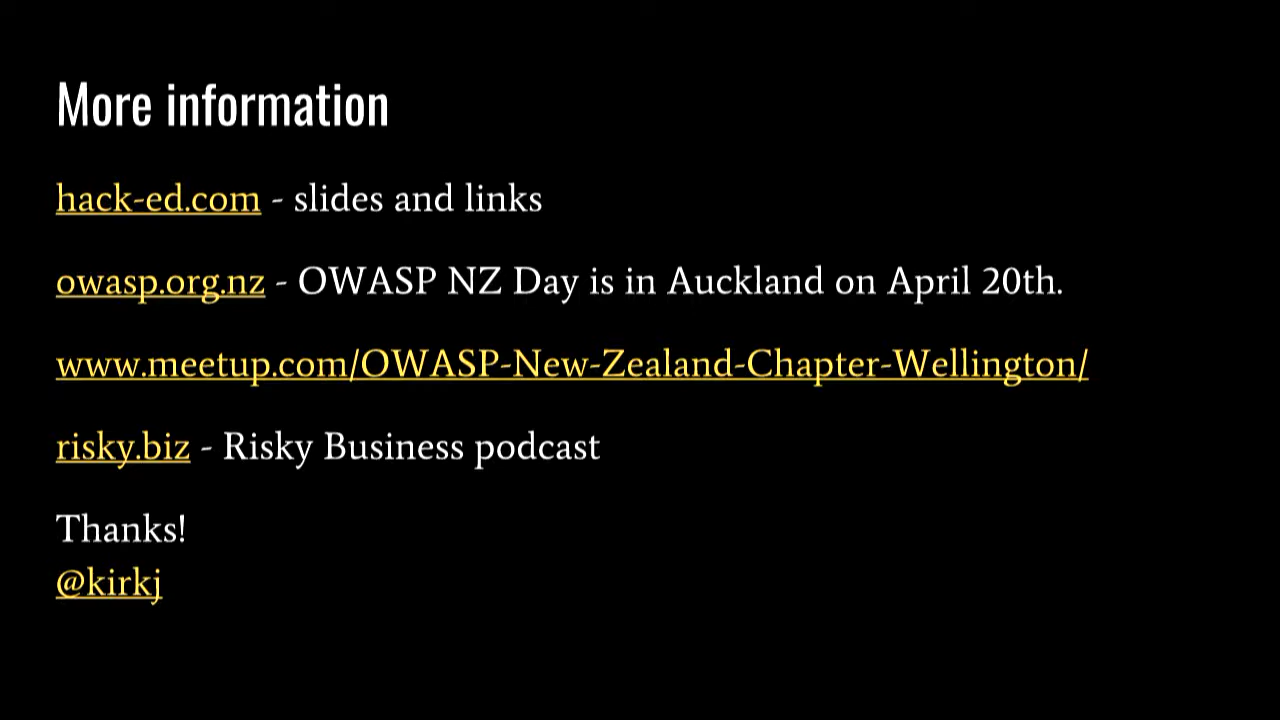 More information
hack-ed.com - slides and links
owasp.org.nz - OWASP NZ Day is in Auckland on April 20th.
www.meetup.com/OWASP-New-Zealand-Chapter-Wellington/
risky.biz - Risky Business podcast
Thanks!
@kirkj